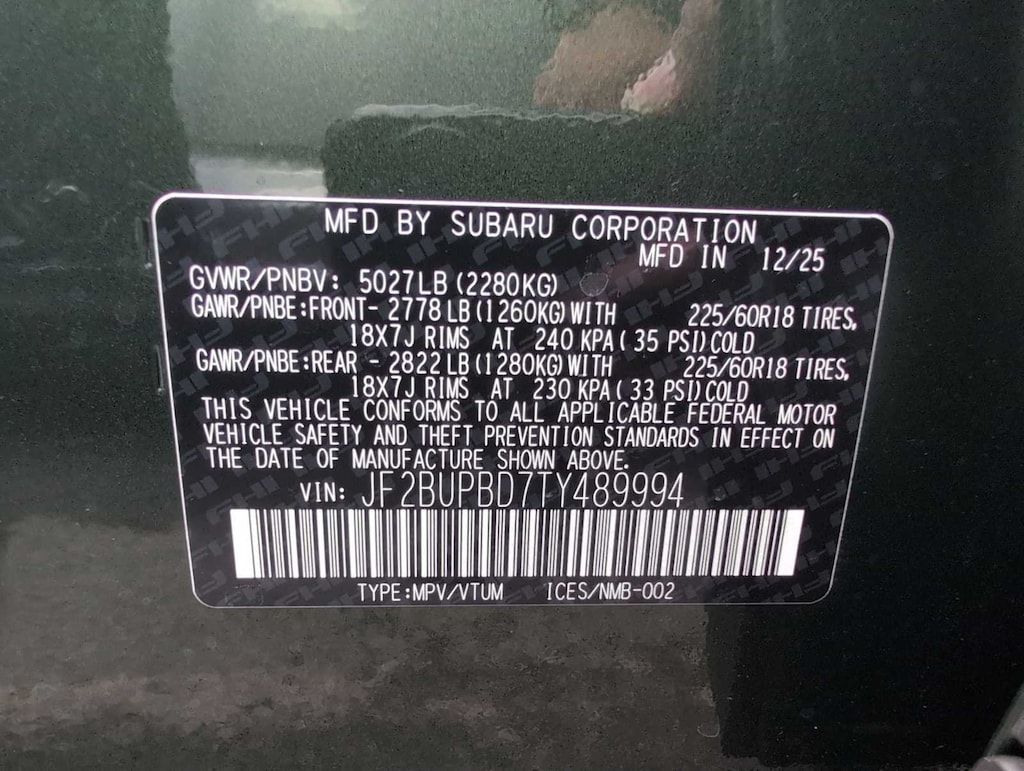 MFD BY SUBARU CORPORATION
MFD IN 12/25
GVWR/PNBV: 5027LB (2280KG)
GAWR/PNBE:FRONT- 2778 LB (1260KG) WITH 225/60R18 TIRES,
18X7J RIMS AT 240 KPA ( 35 PSI) COLD
GAWR/PNBE:REAR - 2822 LB (1280KG) WITH 225/60R18 TIRES,
18X7J RIMS AT 230 KPA ( 33 PSI) COLD
THIS VEHICLE CONFORMS TO ALL APPLICABLE FEDERAL MOTOR
VEHICLE SAFETY AND THEFT PREVENTION STANDARDS IN EFFECT ON
THE DATE OF MANUFACTURE SHOWN ABOVE.
VIN: JF2BUPBD7TY489994
TYPE:MPV/VTUM ICES/NMB-002